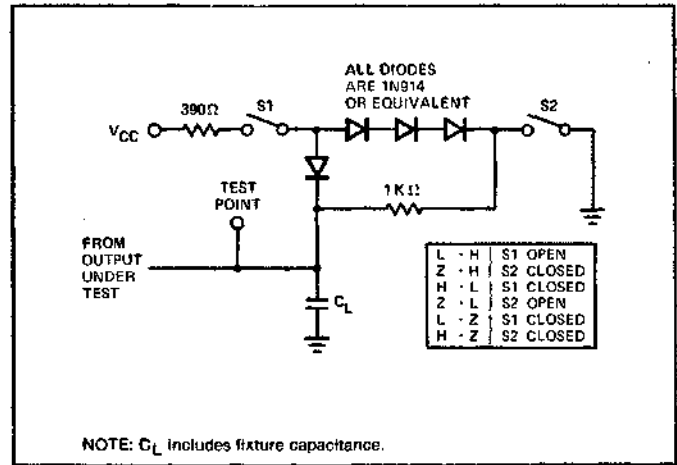 ALL DIODES
ARE 1N914
OR EQUIVALENT
390Ω
S1
S2
VCC
1KΩ
TEST
POINT
FROM
OUTPUT
UNDER
TEST
CL
L - H S1 OPEN
Z - H S2 CLOSED
H - L S1 CLOSED
Z - L S2 OPEN
L - Z S1 CLOSED
H - Z S2 CLOSED
NOTE: CL includes fixture capacitance.